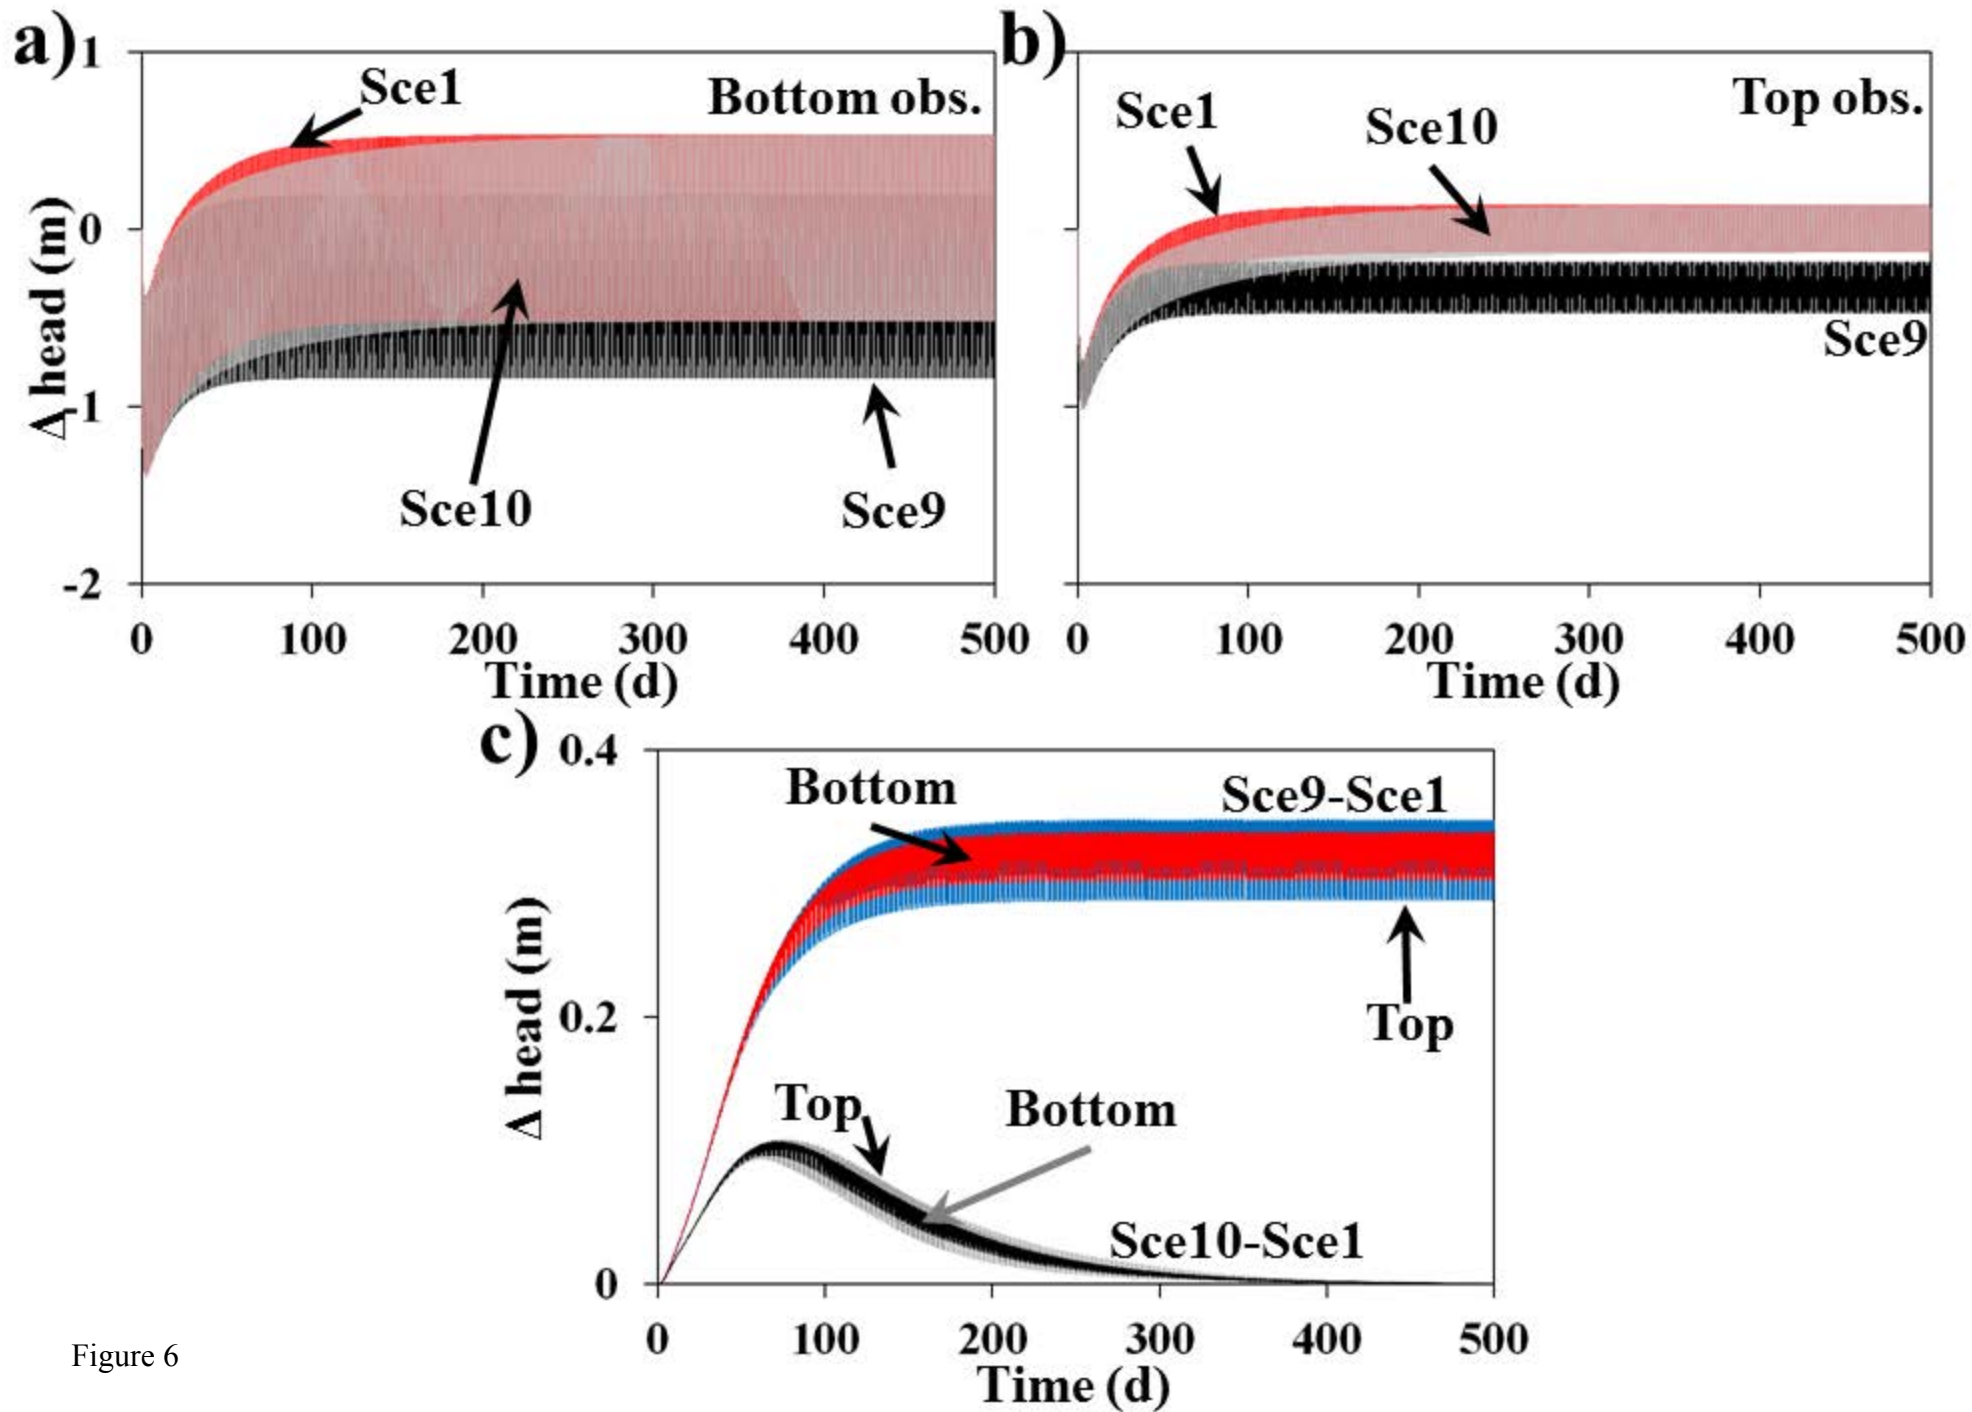 a)
1
0
-1
-2
Δ head (m)
Sce1
Bottom obs.
Sce10
Sce9
0 100 200 300 400 500
Time (d)
b)
Sce1
Sce10
Top obs.
Sce9
0 100 200 300 400 500
Time (d)
c)
0.4
0.2
0
Δ head (m)
Bottom
Sce9-Sce1
Top
Top
Bottom
Sce10-Sce1
0 100 200 300 400 500
Time (d)
Figure 6